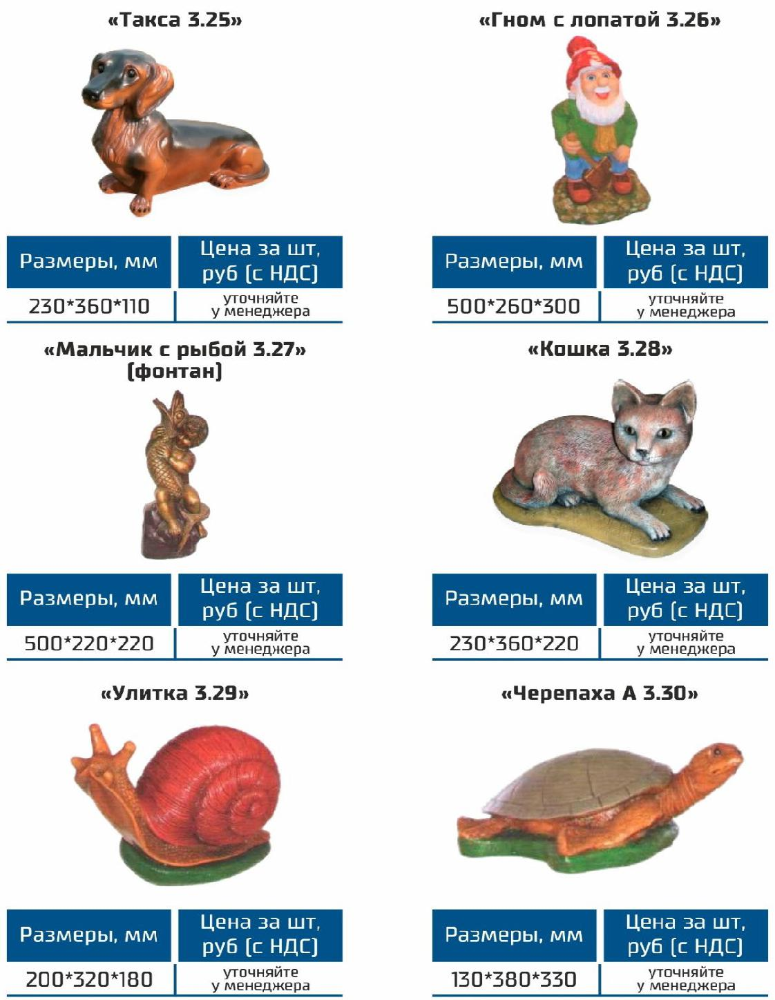 «Такса 3.25»
«Гном с лопатой 3.26»
Размеры, мм
Цена за шт,
руб (с НДС)
230*360*110
уточняйте
у менеджера
Размеры, мм
Цена за шт,
руб (с НДС)
500*260*300
уточняйте
у менеджера
«Мальчик с рыбой 3.27»
(фонтан)
«Кошка 3.28»
Размеры, мм
Цена за шт,
руб (с НДС)
500*220*220
уточняйте
у менеджера
Размеры, мм
Цена за шт,
руб (с НДС)
230*360*220
уточняйте
у менеджера
«Улитка 3.29»
«Черепаха А 3.30»
Размеры, мм
Цена за шт,
руб (с НДС)
200*320*180
уточняйте
у менеджера
Размеры, мм
Цена за шт,
руб (с НДС)
130*380*330
уточняйте
у менеджера